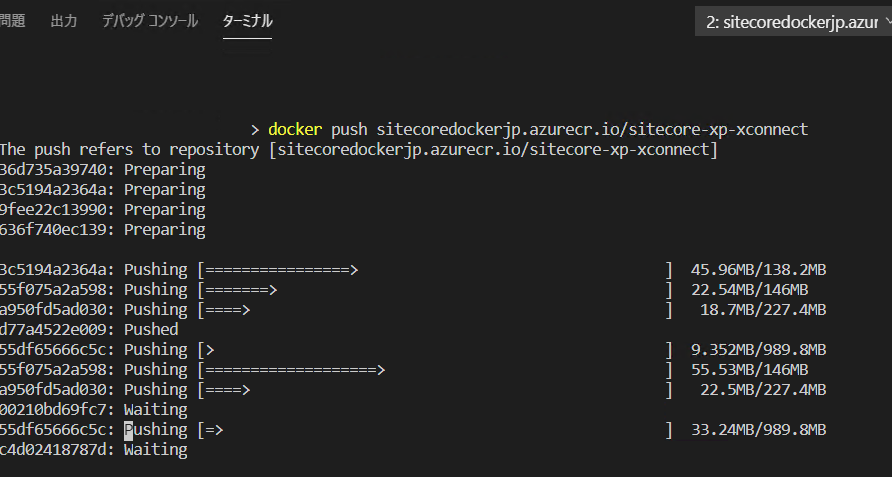 問題 出力 デバッグ コンソール ターミナル 2: sitecoredockerjp.azur
> docker push sitecoredockerjp.azurecr.io/sitecore-xp-xconnect
The push refers to repository [sitecoredockerjp.azurecr.io/sitecore-xp-xconnect]
36d735a39740: Preparing
3c5194a2364a: Preparing
9fee22c13990: Preparing
636f740ec139: Preparing
3c5194a2364a: Pushing [================> ] 45.96MB/138.2MB
55f075a2a598: Pushing [=======> ] 22.54MB/146MB
a950fd5ad030: Pushing [====> ] 18.7MB/227.4MB
d77a4522e009: Pushed
55df65666c5c: Pushing [> ] 9.352MB/989.8MB
55f075a2a598: Pushing [===================> ] 55.53MB/146MB
a950fd5ad030: Pushing [====> ] 22.5MB/227.4MB
00210bd69fc7: Waiting
55df65666c5c: Pushing [=> ] 33.24MB/989.8MB
c4d02418787d: Waiting